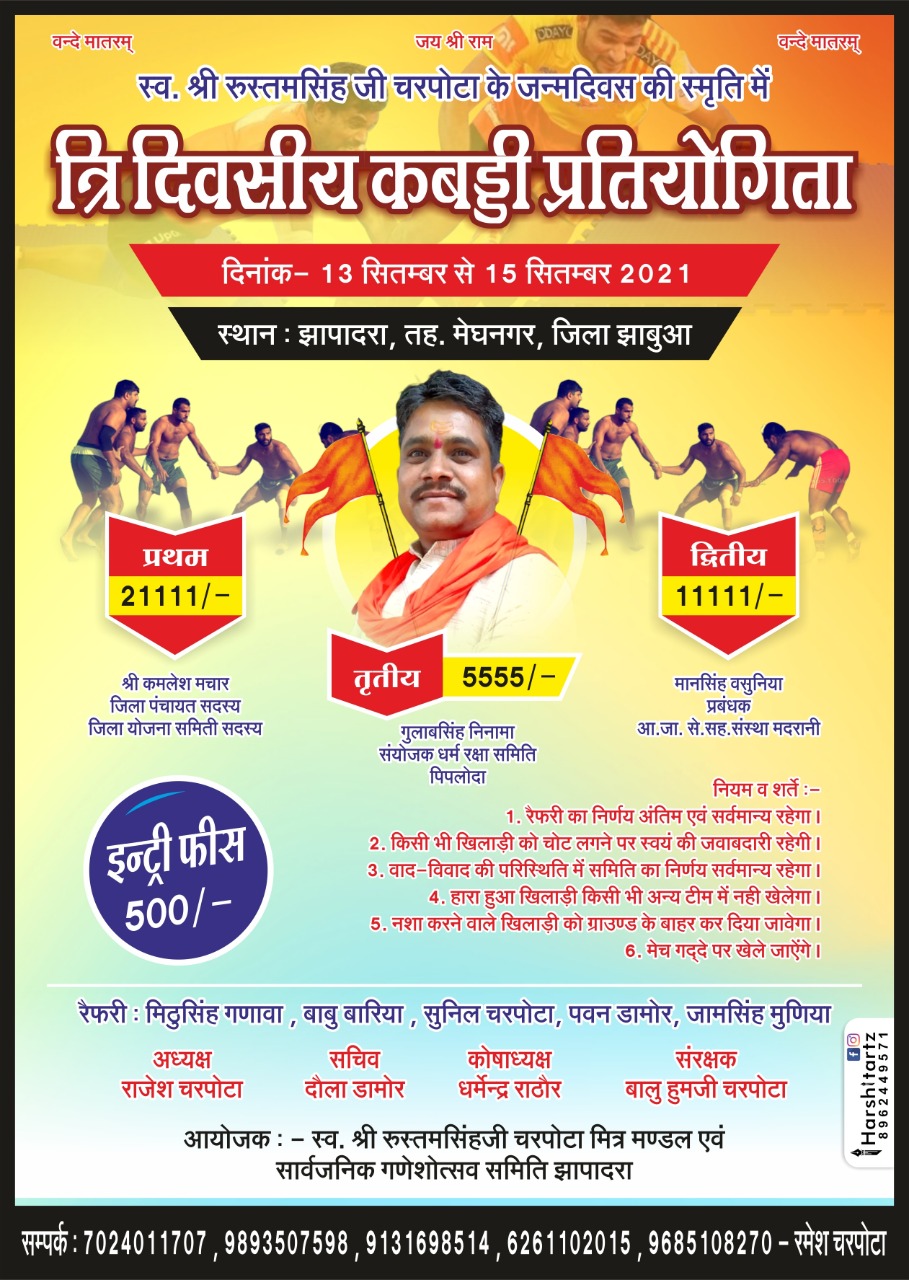 वन्दे मातरम् जय श्री राम वन्दे मातरम्
स्व. श्री रुस्तमसिंह जी चरपोटा के जन्मदिवस की स्मृति में
त्रि दिवसीय कबड्डी प्रतियोगिता
दिनांक- 13 सितम्बर से 15 सितम्बर 2021
स्थान : झापादरा, तह. मेघनगर, जिला झाबुआ
प्रथम
21111/-
श्री कमलेश मचार
जिला पंचायत सदस्य
जिला योजना समिती सदस्य
द्वितीय
11111/-
मानसिंह वसुनिया
प्रबंधक
आ.जा. से.सह.संस्था मदरानी
तृतीय 5555/-
गुलाबसिंह निनामा
संयोजक धर्म रक्षा समिति
पिपलोदा
इन्ट्री फीस
500/-
नियम व शर्ते :-
1. रैफरी का निर्णय अंतिम एवं सर्वमान्य रहेगा।
2. किसी भी खिलाड़ी को चोट लगने पर स्वयं की जवाबदारी रहेगी।
3. वाद-विवाद की परिस्थिति में समिति का निर्णय सर्वमान्य रहेगा।
4. हारा हुआ खिलाड़ी किसी भी अन्य टीम में नही खेलेगा।
5. नशा करने वाले खिलाड़ी को ग्राउण्ड के बाहर कर दिया जावेगा।
6. मेच गद्दे पर खेले जाऐंगे।
रैफरी : मिठुसिंह गणावा , बाबु बारिया , सुनिल चरपोटा, पवन डामोर, जामसिंह मुणिया
अध्यक्ष
राजेश चरपोटा
सचिव
दौला डामोर
कोषाध्यक्ष
धर्मेन्द्र राठौर
संरक्षक
बालु हुमजी चरपोटा
आयोजक : - स्व. श्री रुस्तमसिंहजी चरपोटा मित्र मण्डल एवं
सार्वजनिक गणेशोत्सव समिति झापादरा
Harshitartz
8962449571
सम्पर्क : 7024011707 , 9893507598 , 9131698514 , 6261102015 , 9685108270 - रमेश चरपोटा